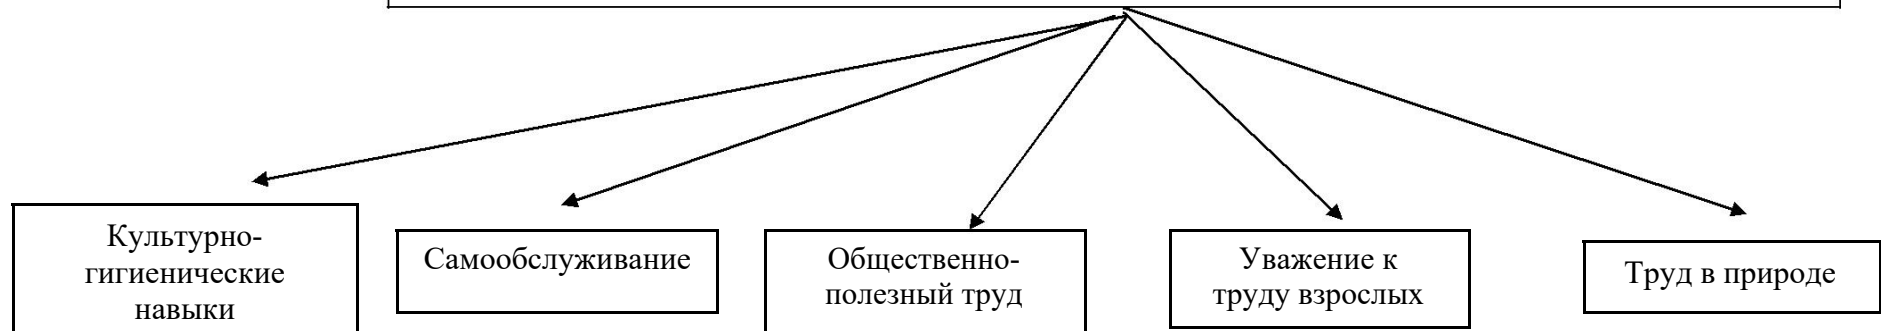 Культурно-
гигиенические
навыки
Самообслуживание
Общественно-
полезный труд
Уважение к
труду взрослых
Труд в природе